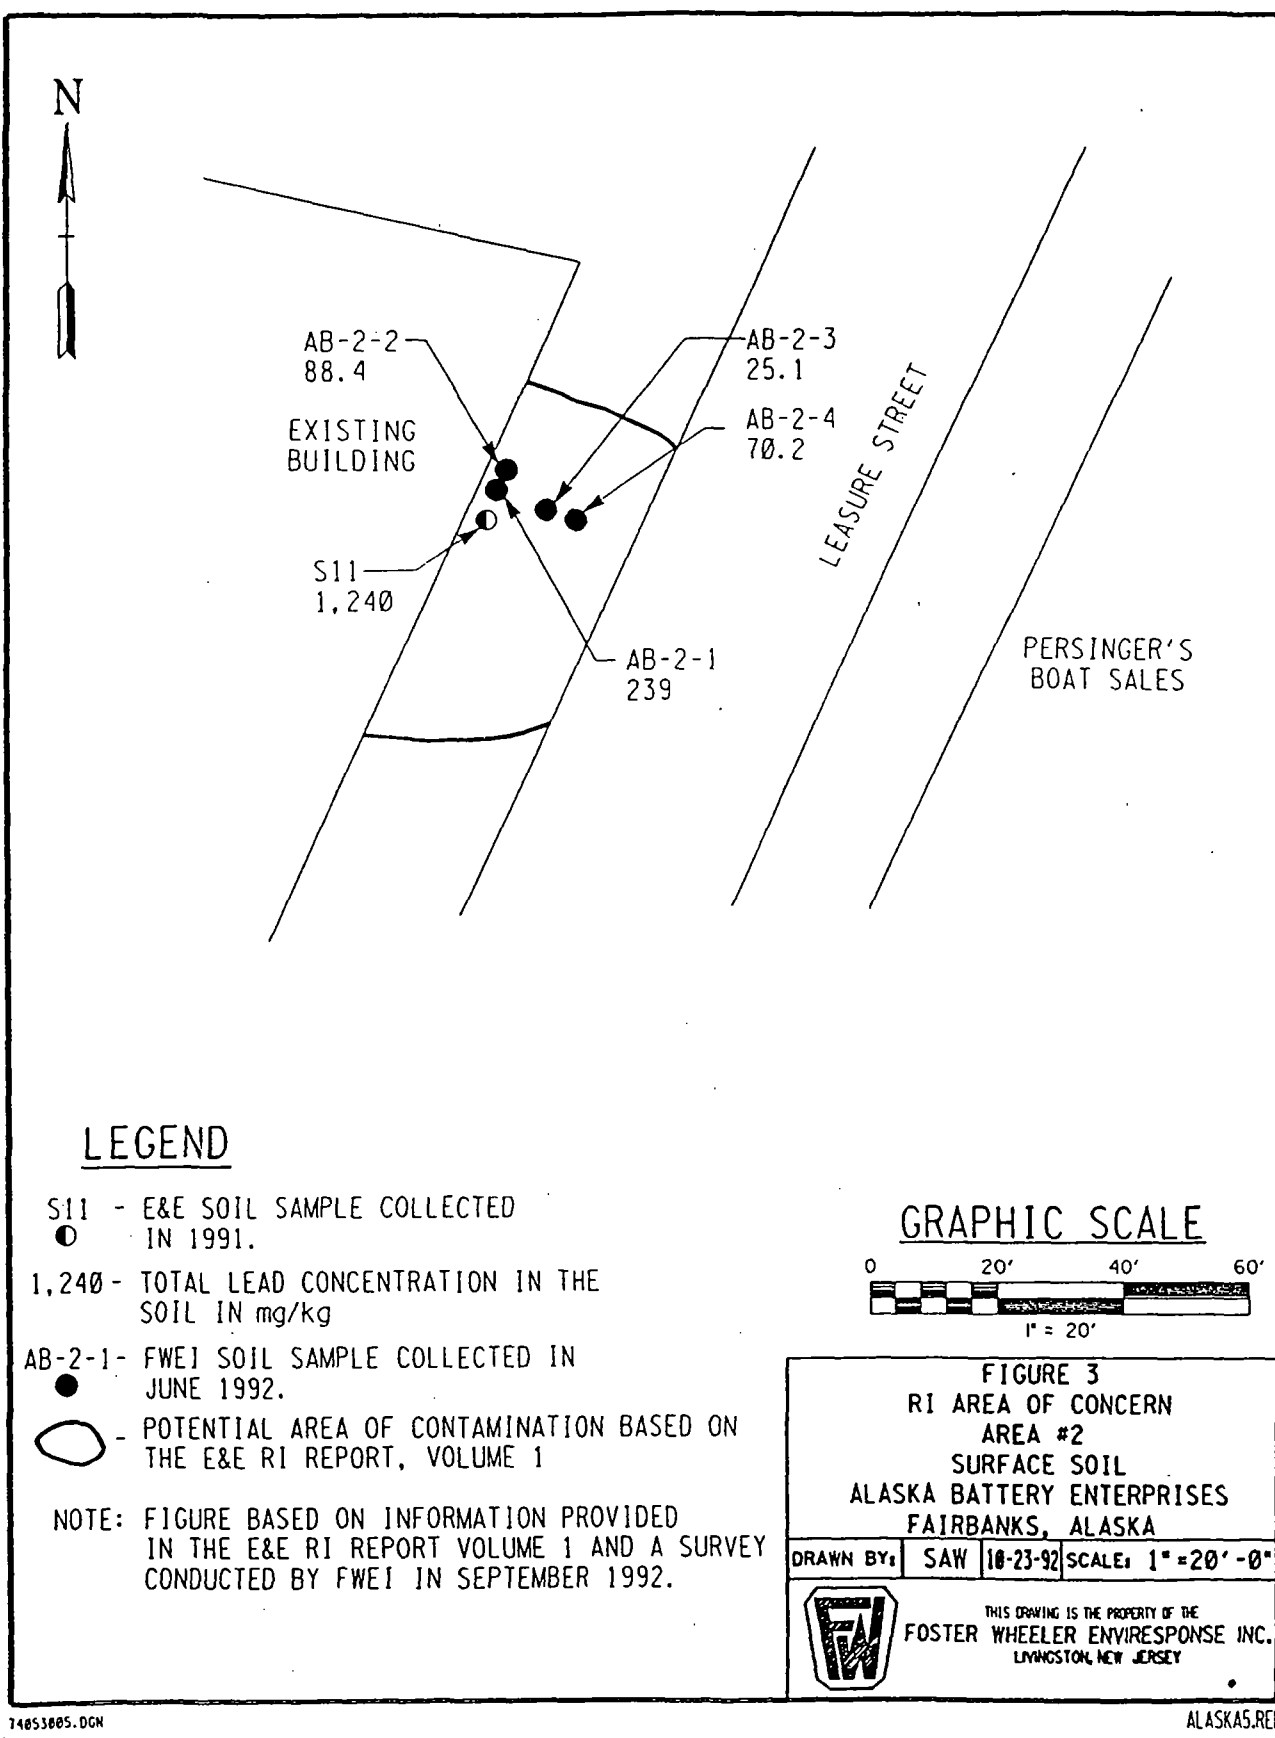 N
AB-2-2
88.4
AB-2-3
25.1
EXISTING
BUILDING
AB-2-4
70.2
LEASURE STREET
S11
1,240
AB-2-1
239
PERSINGER'S
BOAT SALES
LEGEND
S11 - E&E SOIL SAMPLE COLLECTED
IN 1991.
1,240 - TOTAL LEAD CONCENTRATION IN THE
SOIL IN mg/kg
AB-2-1 - FWEI SOIL SAMPLE COLLECTED IN
JUNE 1992.
- POTENTIAL AREA OF CONTAMINATION BASED ON
THE E&E RI REPORT, VOLUME 1
NOTE: FIGURE BASED ON INFORMATION PROVIDED
IN THE E&E RI REPORT VOLUME 1 AND A SURVEY
CONDUCTED BY FWEI IN SEPTEMBER 1992.
GRAPHIC SCALE
0 20' 40' 60'
1" = 20'
FIGURE 3
RI AREA OF CONCERN
AREA #2
SURFACE SOIL
ALASKA BATTERY ENTERPRISES
FAIRBANKS, ALASKA
DRAWN BY: SAW 10-23-92 SCALE: 1"=20'-0"
FW
THIS DRAWING IS THE PROPERTY OF THE
FOSTER WHEELER ENVIRESPONSE INC.
LIVINGSTON, NEW JERSEY
74053005.DGN
ALASKA5.REF